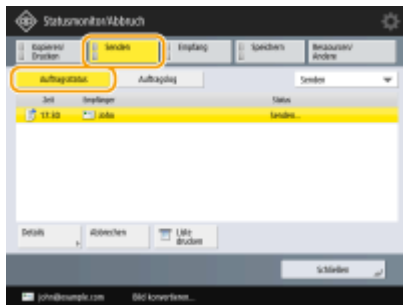 Statusmonitor/Abbruch
Kopieren/
Drucken
Senden
Empfang
Speichern
Ressourcen/
Andere
Auftragsstatus
Auftragslog
Senden
Zeit
Empfänger
Status
17:30
John
Senden...
Details
Abbrechen
Liste
drucken
Schließen
john@example.com
Bild konvertieren...